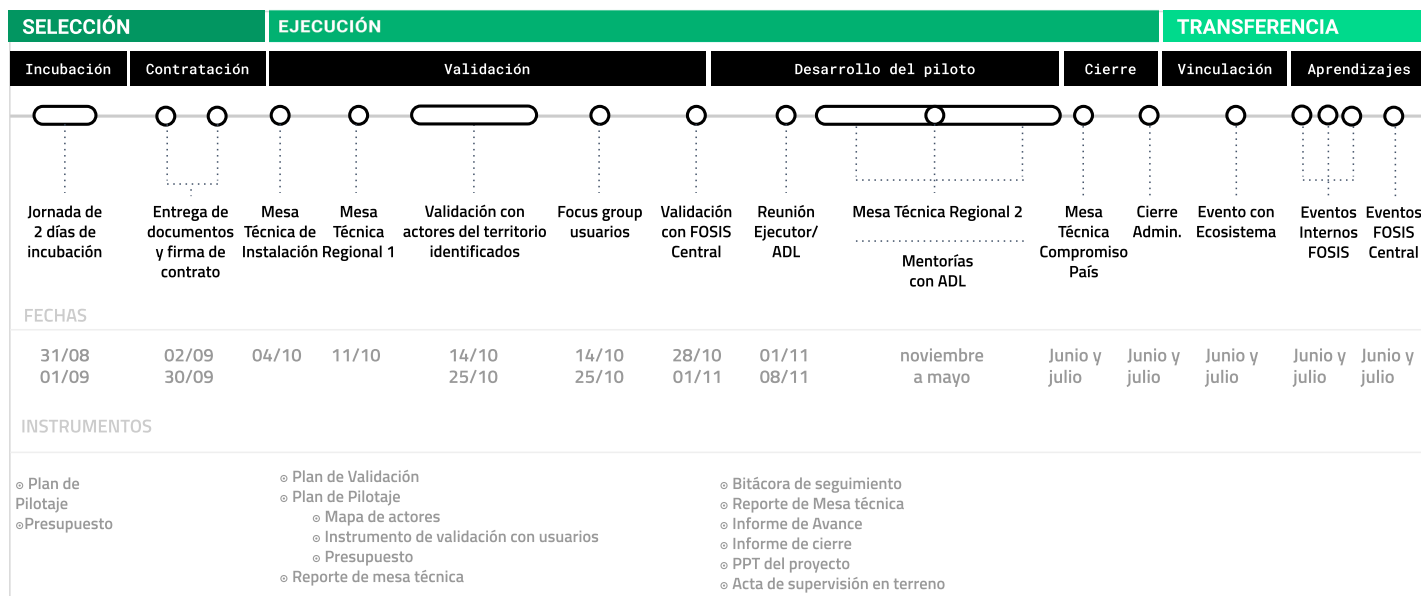 SELECCIÓN
EJECUCIÓN
TRANSFERENCIA
Incubación
Contratación
Validación
Desarrollo del piloto
Cierre
Vinculación
Aprendizajes
Jornada de
2 días de
incubación
Entrega de
documentos
y firma de
contrato
Mesa
Técnica de
Instalación
Mesa
Técnica
Regional 1
Validación con
actores del territorio
identificados
Focus group
usuarios
Validación
con FOSIS
Central
Reunión
Ejecutor/
ADL
Mesa Técnica Regional 2
Mentorías
con ADL
Mesa
Técnica
Compromiso
País
Cierre
Admin.
Evento con
Ecosistema
Eventos
Internos
FOSIS
Eventos
FOSIS
Central
FECHAS
31/08
01/09
02/09
30/09
04/10
11/10
14/10
25/10
14/10
25/10
28/10
01/11
01/11
08/11
noviembre
a mayo
Junio y
julio
Junio y
julio
Junio y
julio
Junio y
julio
Junio y
julio
INSTRUMENTOS
⊙ Plan de
Pilotaje
⊙Presupuesto
⊙ Plan de Validación
⊙ Plan de Pilotaje
⊙ Mapa de actores
⊙ Instrumento de validación con usuarios
⊙ Presupuesto
⊙ Reporte de mesa técnica
⊙ Bitácora de seguimiento
⊙ Reporte de Mesa técnica
⊙ Informe de Avance
⊙ Informe de cierre
⊙ PPT del proyecto
⊙ Acta de supervisión en terreno